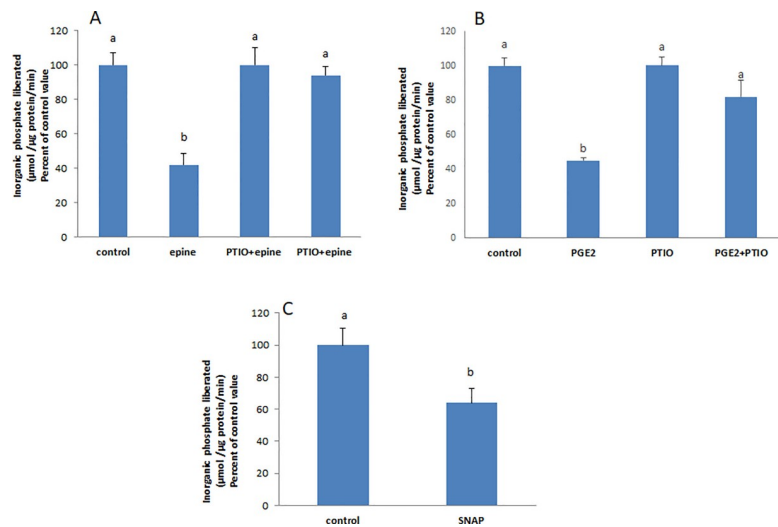 A
Inorganic phosphate liberated
(µmol /µg protein/min)
Percent of control value
120
100
80
60
40
20
0
a
b
a
a
control epine PTIO+epine PTIO+epine
B
Inorganic phosphate liberated
(µmol /µg protein/min)
Percent of control value
120
100
80
60
40
20
0
a
b
a
a
control PGE2 PTIO PGE2+PTIO
C
Inorganic phosphate liberated
(µmol /µg protein/min)
Percent of control value
120
100
80
60
40
20
0
a
b
control SNAP